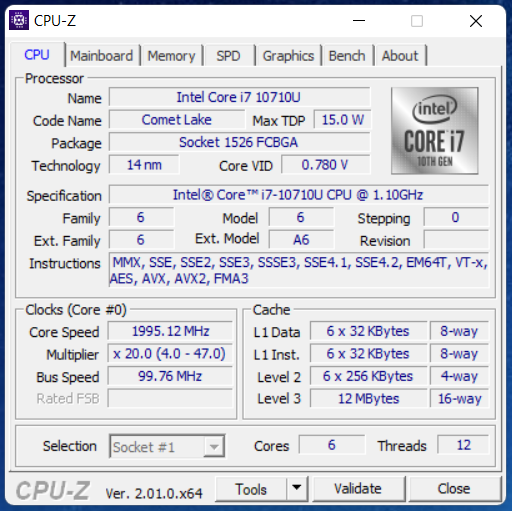 CPU-Z
CPU Mainboard Memory SPD Graphics Bench About
Processor
Name Intel Core i7 10710U
Code Name Comet Lake Max TDP 15.0 W
Package Socket 1526 FCBGA
Technology 14 nm Core VID 0.780 V
intel
CORE i7
10TH GEN
Specification Intel® Core™ i7-10710U CPU @ 1.10GHz
Family 6 Model 6 Stepping 0
Ext. Family 6 Ext. Model A6 Revision
Instructions MMX, SSE, SSE2, SSE3, SSSE3, SSE4.1, SSE4.2, EM64T, VT-x,
AES, AVX, AVX2, FMA3
Clocks (Core #0)
Core Speed 1995.12 MHz
Multiplier x 20.0 (4.0 - 47.0)
Bus Speed 99.76 MHz
Rated FSB
Cache
L1 Data 6 x 32 KBytes 8-way
L1 Inst. 6 x 32 KBytes 8-way
Level 2 6 x 256 KBytes 4-way
Level 3 12 MBytes 16-way
Selection Socket #1 Cores 6 Threads 12
CPU-Z Ver. 2.01.0.x64 Tools Validate Close